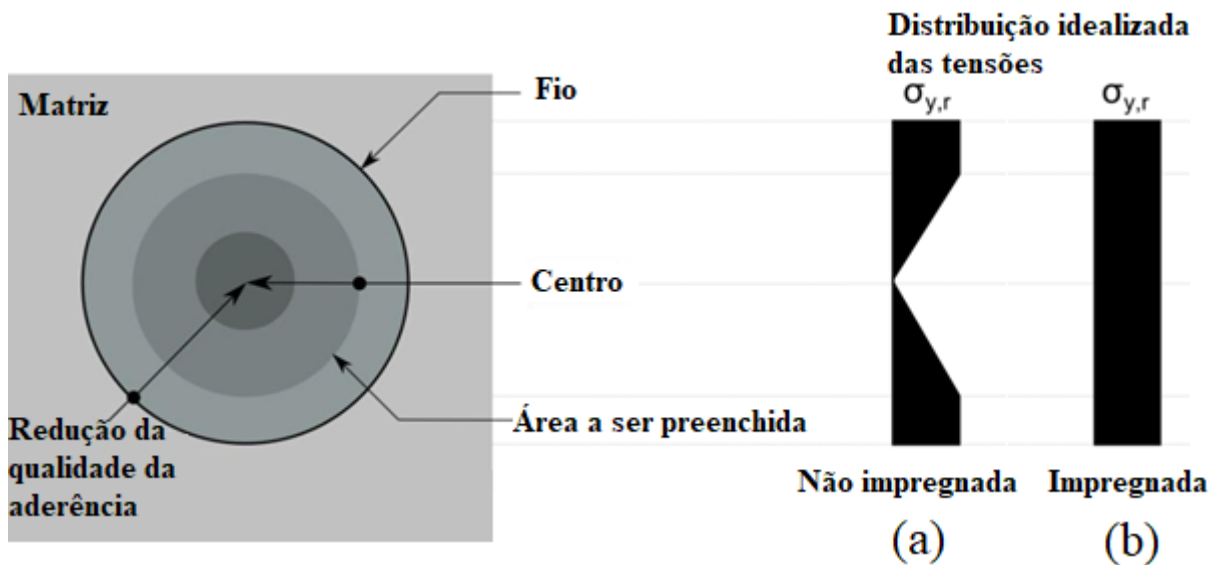 Distribuição idealizada
das tensões
σy,r
σy,r
Matriz
Fio
Centro
Área a ser preenchida
Redução da
qualidade da
aderência
Não impregnada
Impregnada
(a)
(b)